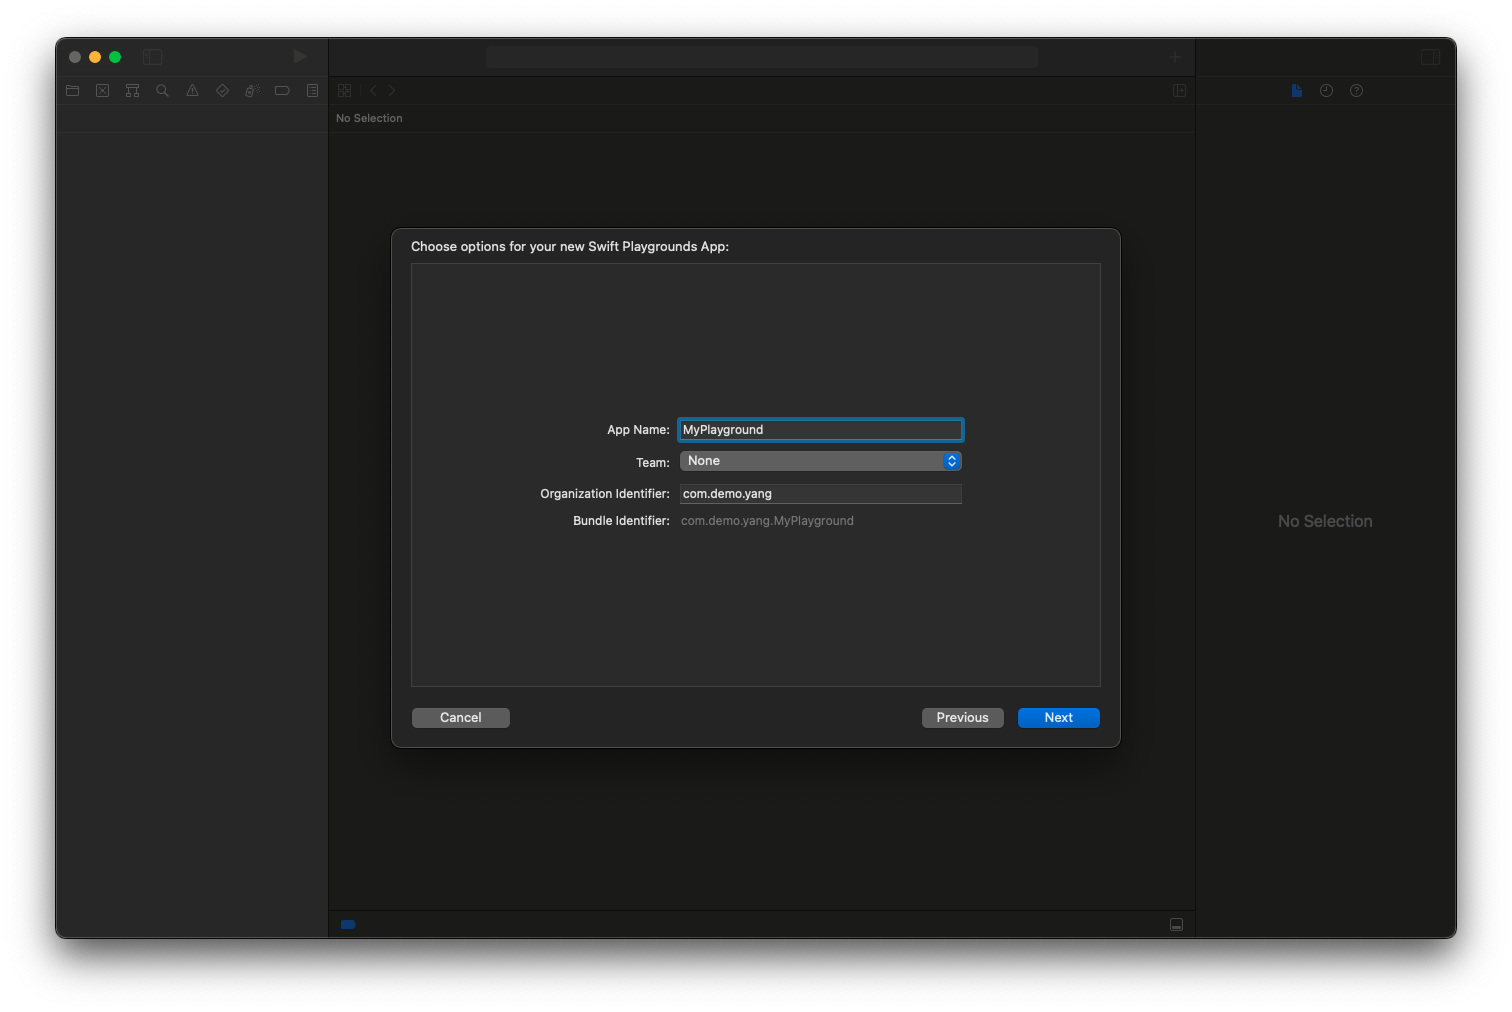 No Selection
Choose options for your new Swift Playgrounds App:
App Name: MyPlayground
Team: None
Organization Identifier: com.demo.yang
Bundle Identifier: com.demo.yang.MyPlayground
No Selection
Cancel Previous Next